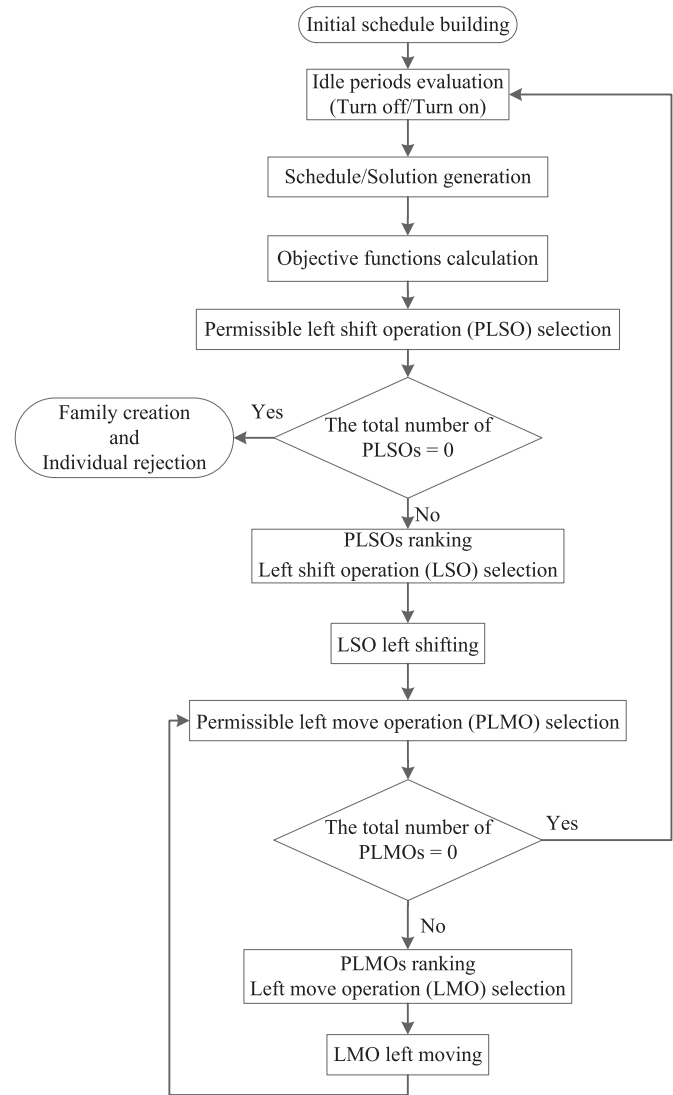 Initial schedule building
Idle periods evaluation
(Turn off/Turn on)
Schedule/Solution generation
Objective functions calculation
Permissible left shift operation (PLSO) selection
Family creation
and
Individual rejection
Yes
The total number of
PLSOs = 0
No
PLSOs ranking
Left shift operation (LSO) selection
LSO left shifting
Permissible left move operation (PLMO) selection
The total number of
PLMOs = 0
Yes
No
PLMOs ranking
Left move operation (LMO) selection
LMO left moving